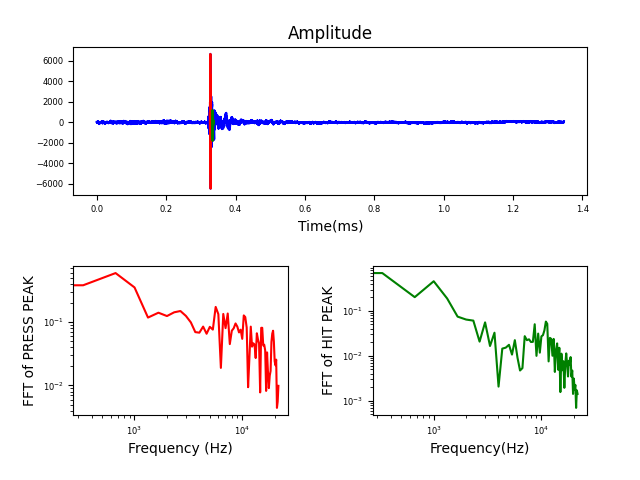 Amplitude
6000
4000
2000
0
−2000
−4000
−6000
0.0 0.2 0.4 0.6 0.8 1.0 1.2 1.4
Time(ms)
FFT of PRESS PEAK
10⁻¹
10⁻²
10³ 10⁴
Frequency (Hz)
FFT of HIT PEAK
10⁻¹
10⁻²
10⁻³
10³ 10⁴
Frequency(Hz)